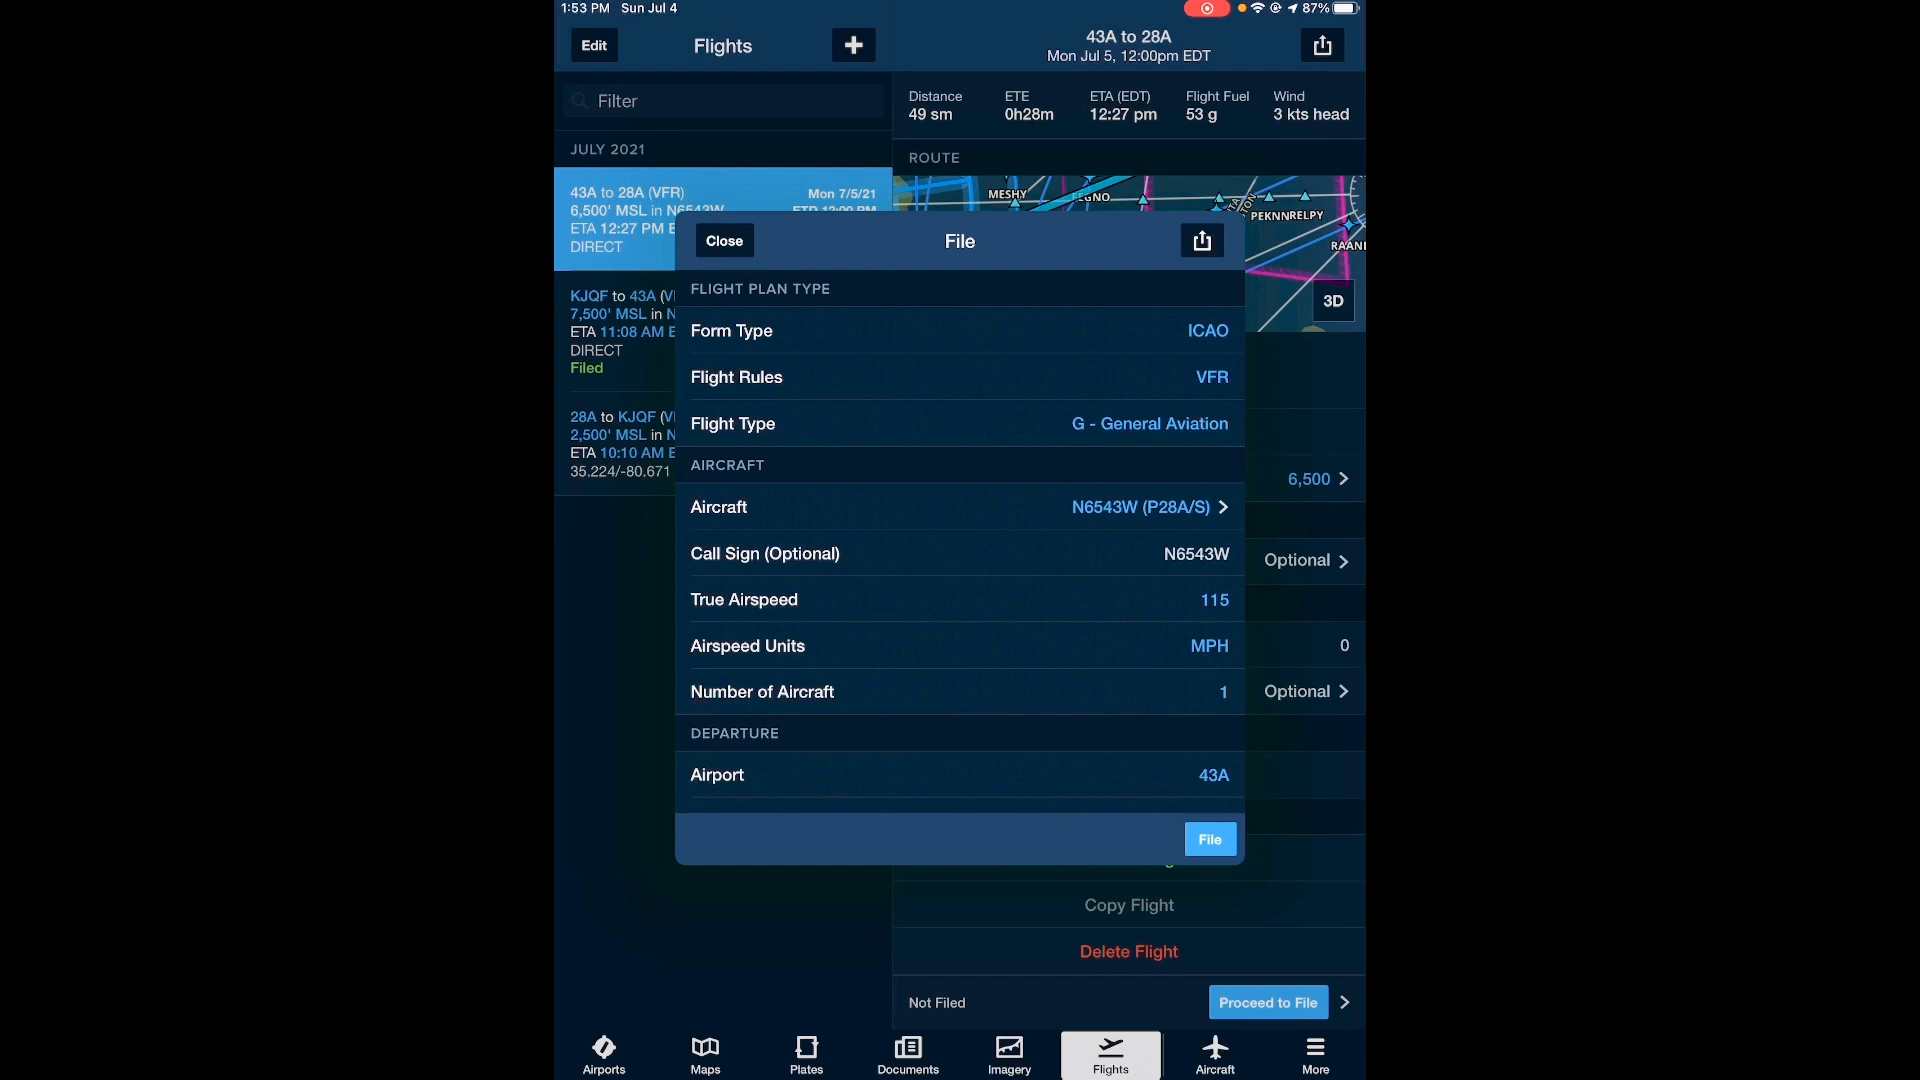 1:53 PM Sun Jul 4
87%
Edit
Flights
43A to 28A
Mon Jul 5, 12:00pm EDT
Filter
Distance ETE ETA (EDT) Flight Fuel Wind
49 sm 0h28m 12:27 pm 53 g 3 kts head
JULY 2021
ROUTE
43A to 28A (VFR) Mon 7/5/21
6,500' MSL in N6543W ETD 12:00 PM
ETA 12:27 PM E
DIRECT
MESHY
PEKNN
RELPY
3D
Close
File
FLIGHT PLAN TYPE
Form Type ICAO
Flight Rules VFR
Flight Type G - General Aviation
AIRCRAFT
Aircraft N6543W (P28A/S)
Call Sign (Optional) N6543W
True Airspeed 115
Airspeed Units MPH
Number of Aircraft 1
DEPARTURE
Airport 43A
File
KJQF to 43A (V
7,500' MSL in N
ETA 11:08 AM E
DIRECT
Filed
28A to KJQF (V
2,500' MSL in N
ETA 10:10 AM E
35.224/-80.671
6,500
Optional
0
Optional
Copy Flight
Delete Flight
Not Filed
Proceed to File
Airports Maps Plates Documents Imagery Flights Aircraft More